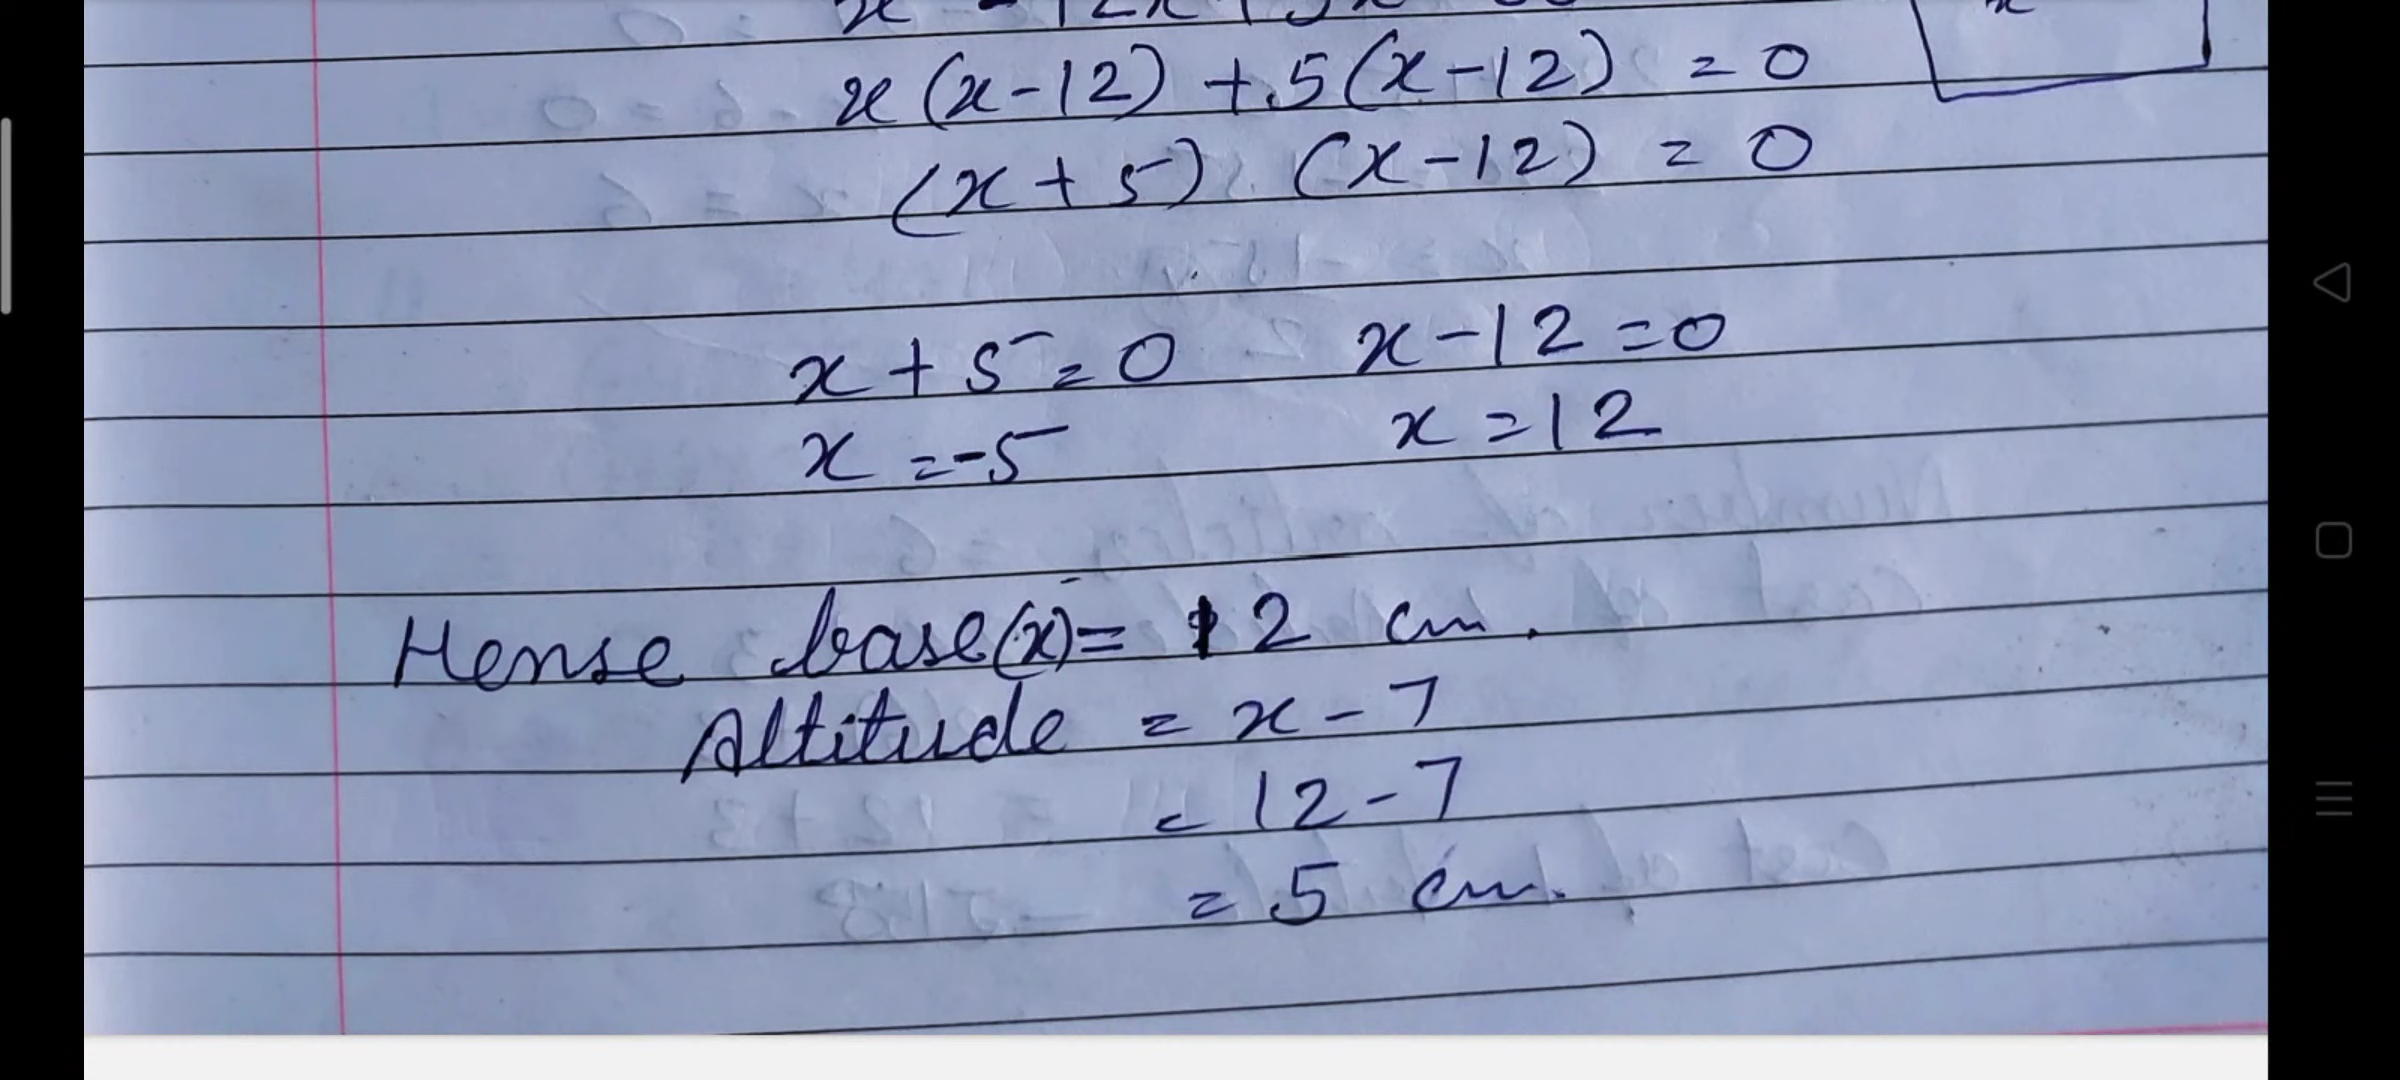 x(x-12) +5(x-12) = 0
(x+5) (x-12) = 0
x+5=0 x-12=0
x=-5 x=12
Hense base(x)= 12 cm.
Altitude = x-7
= 12-7
= 5 cm.